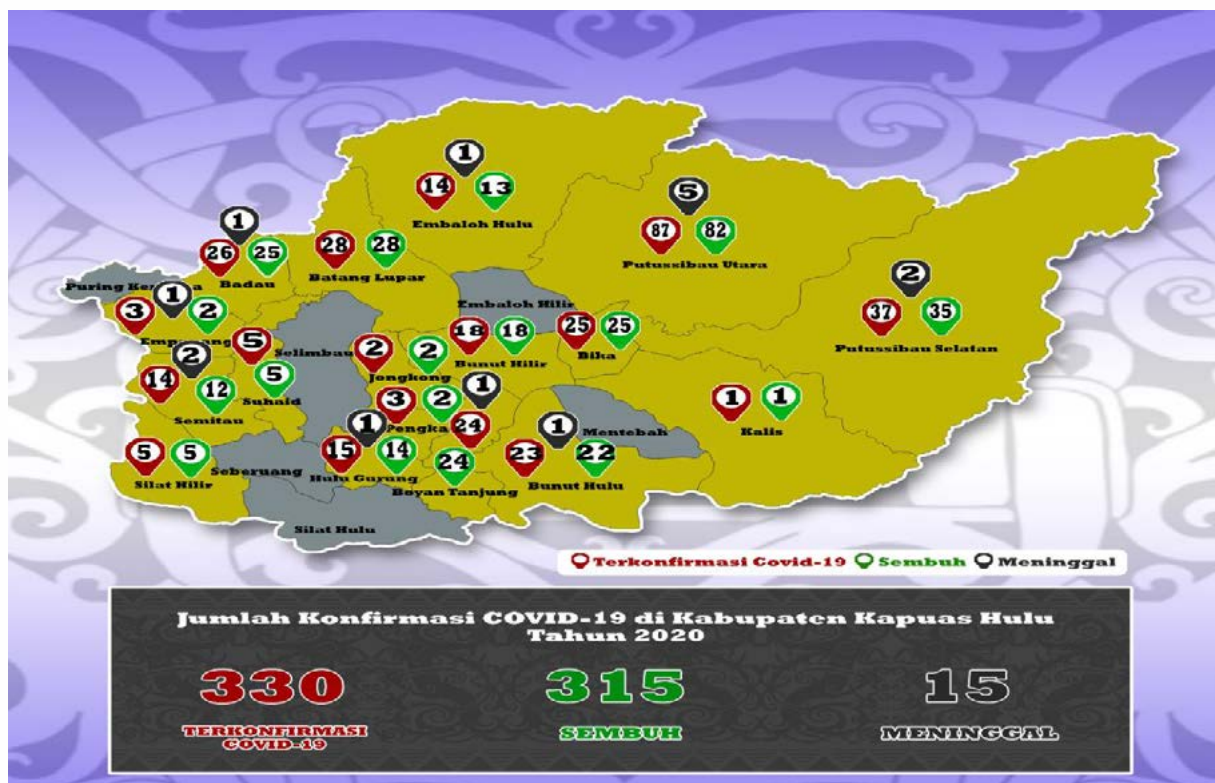 1
14
13
Embaloh Hulu
5
87
82
Putussibau Utara
1
26
25
Badau
28
28
Batang Lupar
2
37
35
Putussibau Selatan
1
3
2
Embaloh Hilir
18
18
Bunut Hilir
25
25
Bika
5
5
Suhaid
Selimbau
2
2
Jongkong
2
14
12
Semitau
1
3
2
Pengka
1
1
Kalis
5
5
Silat Hilir
Seberuang
1
15
14
Hulu Gurung
24
24
Boyan Tanjung
1
23
22
Bunut Hulu
Mentebah
Silat Hulu
Terkonfirmasi Covid-19 Sembuh Meninggal
Jumlah Konfirmasi COVID-19 di Kabupaten Kapuas Hulu
Tahun 2020
330
315
15
TERKONFIRMASI
COVID-19
SEMBUH
MENINGGAL